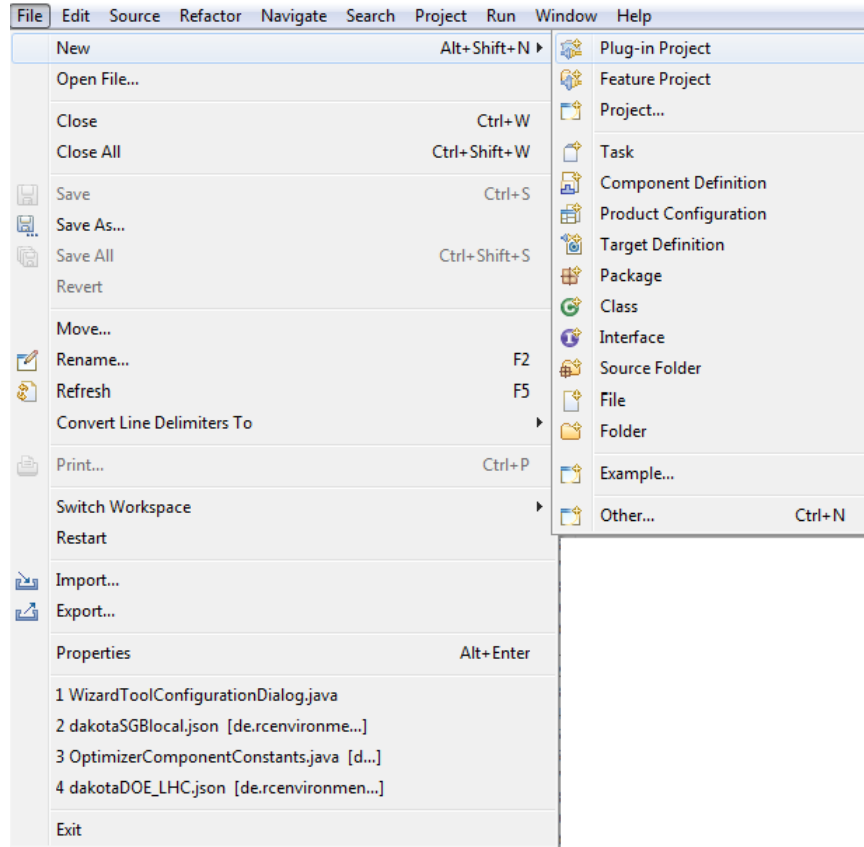 File Edit Source Refactor Navigate Search Project Run Window Help
New Alt+Shift+N
Open File...
Close Ctrl+W
Close All Ctrl+Shift+W
Save Ctrl+S
Save As...
Save All Ctrl+Shift+S
Revert
Move...
Rename... F2
Refresh F5
Convert Line Delimiters To
Print... Ctrl+P
Switch Workspace
Restart
Import...
Export...
Properties Alt+Enter
1 WizardToolConfigurationDialog.java
2 dakotaSGBlocal.json [de.rcenvironme...]
3 OptimizerComponentConstants.java [d...]
4 dakotaDOE_LHC.json [de.rcenvironmen...]
Exit
Plug-in Project
Feature Project
Project...
Task
Component Definition
Product Configuration
Target Definition
Package
Class
Interface
Source Folder
File
Folder
Example...
Other... Ctrl+N